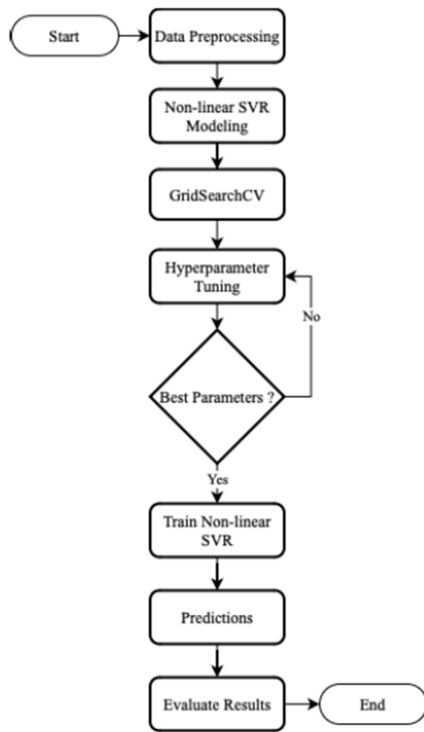 Start
Data Preprocessing
Non-linear SVR
Modeling
GridSearchCV
Hyperparameter
Tuning
No
Best Parameters ?
Yes
Train Non-linear
SVR
Predictions
Evaluate Results
End